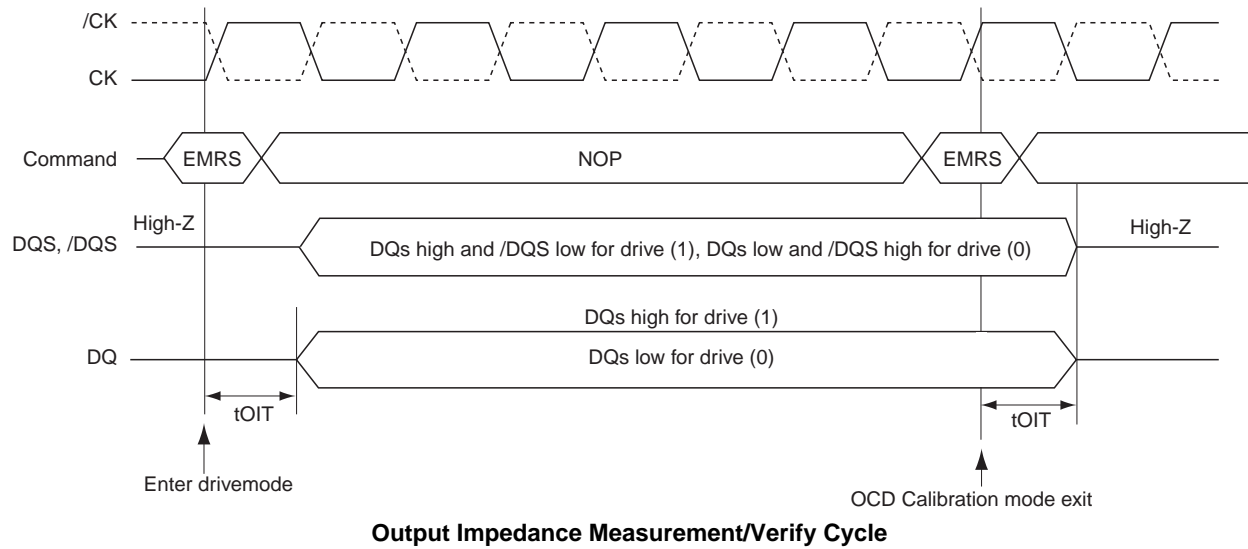 /CK
CK
Command
EMRS
NOP
EMRS
High-Z
High-Z
DQS, /DQS
DQs high and /DQS low for drive (1), DQs low and /DQS high for drive (0)
DQs high for drive (1)
DQ
DQs low for drive (0)
tOIT
tOIT
Enter drivemode
OCD Calibration mode exit
Output Impedance Measurement/Verify Cycle